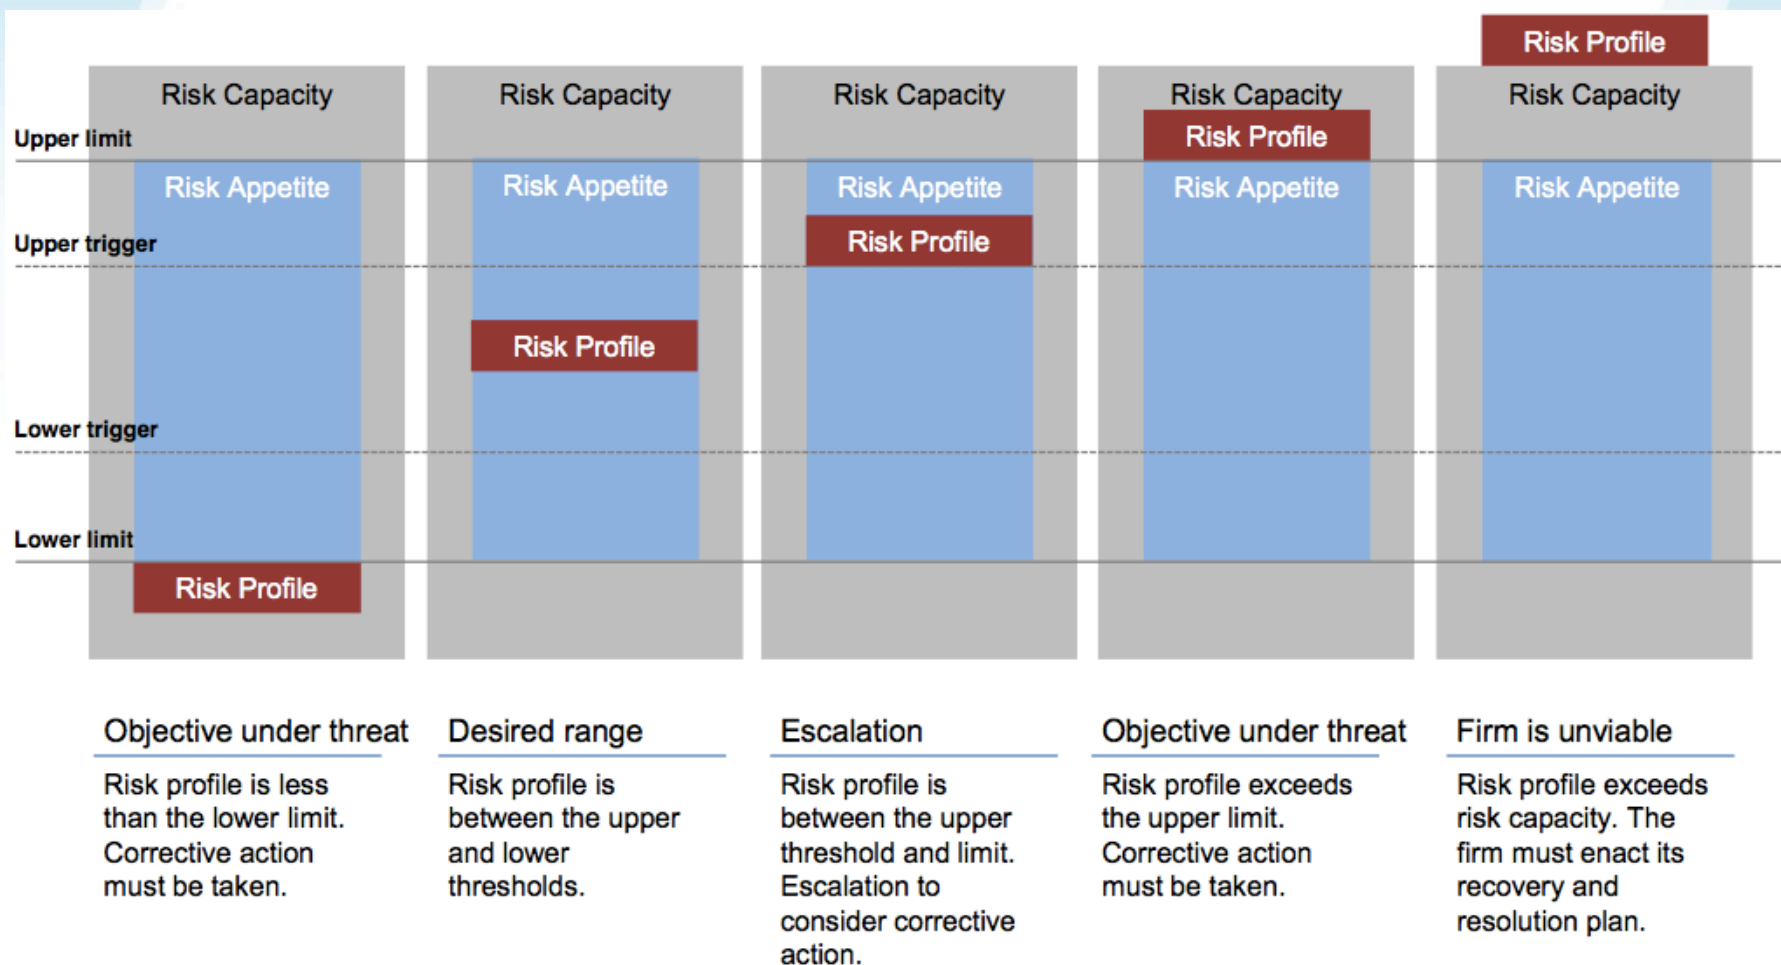 Risk Profile
Risk Capacity
Risk Capacity
Risk Capacity
Risk Capacity
Risk Capacity
Upper limit
Risk Profile
Risk Appetite
Risk Appetite
Risk Appetite
Risk Appetite
Risk Appetite
Upper trigger
Risk Profile
Risk Profile
Lower trigger
Lower limit
Risk Profile
Objective under threat
Risk profile is less
than the lower limit.
Corrective action
must be taken.
Desired range
Risk profile is
between the upper
and lower
thresholds.
Escalation
Risk profile is
between the upper
threshold and limit.
Escalation to
consider corrective
action.
Objective under threat
Risk profile exceeds
the upper limit.
Corrective action
must be taken.
Firm is unviable
Risk profile exceeds
risk capacity. The
firm must enact its
recovery and
resolution plan.